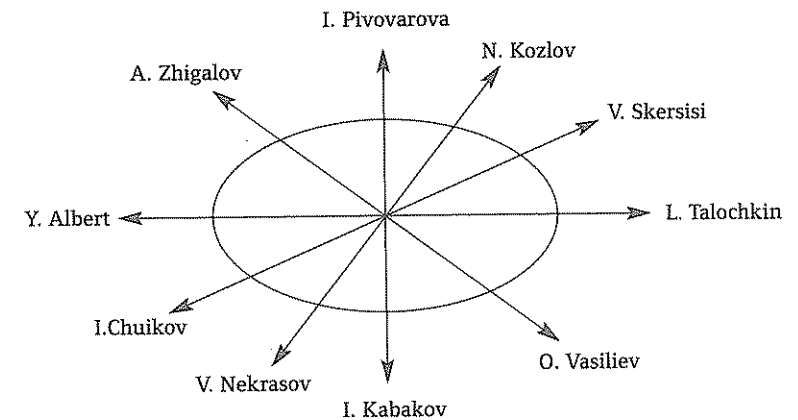 I. Pivovarova
N. Kozlov
A. Zhigalov
V. Skersisi
Y. Albert
L. Talochkin
I.Chuikov
O. Vasiliev
V. Nekrasov
I. Kabakov